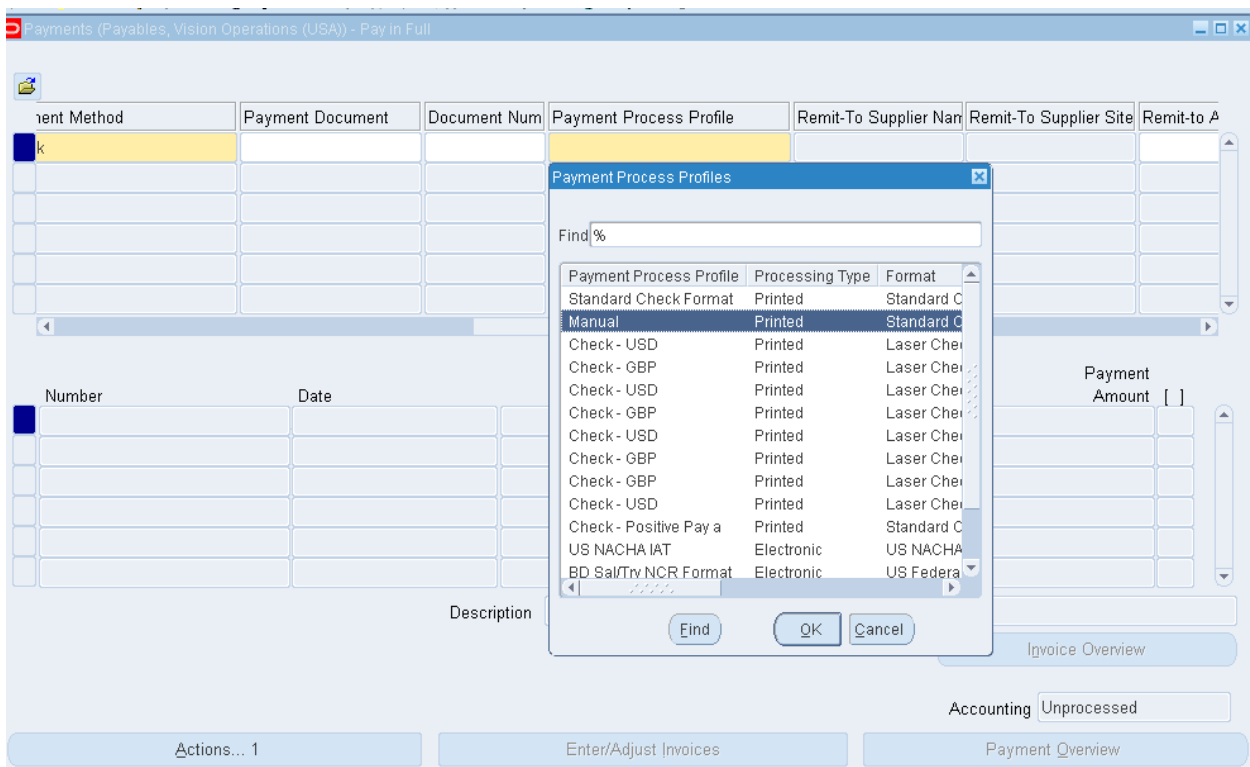 Payments (Payables, Vision Operations (USA)) - Pay in Full
nent Method Payment Document Document Num Payment Process Profile Remit-To Supplier Nam Remit-To Supplier Site Remit-to A
k
Payment Process Profiles
Find %
Payment Process Profile Processing Type Format
Standard Check Format Printed Standard C
Manual Printed Standard C
Check - USD Printed Laser Chec
Check - GBP Printed Laser Chec
Check - USD Printed Laser Chec
Check - GBP Printed Laser Chec
Check - USD Printed Laser Chec
Check - GBP Printed Laser Chec
Check - GBP Printed Laser Chec
Check - USD Printed Laser Chec
Check - Positive Pay a Printed Standard C
US NACHA IAT Electronic US NACHA
BD Sal/Trv NCR Format Electronic US Federa
Find OK Cancel
Number Date Payment
Amount [ ]
Description
Invoice Overview
Accounting Unprocessed
Actions... 1 Enter/Adjust Invoices Payment Overview